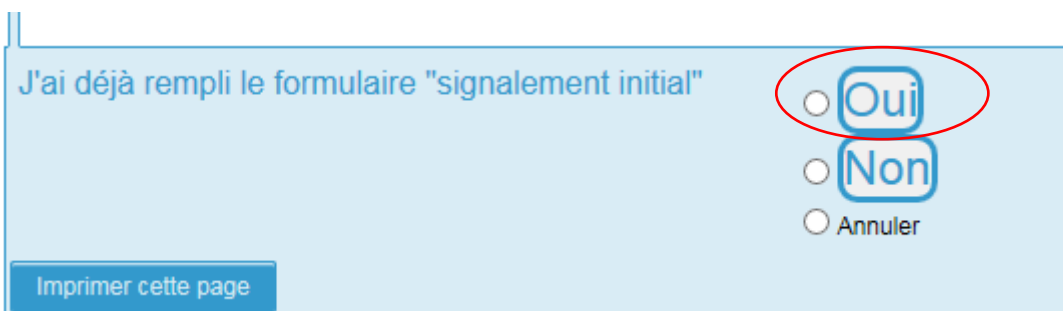 J'ai déjà rempli le formulaire "signalement initial"
Oui
Non
Annuler
Imprimer cette page